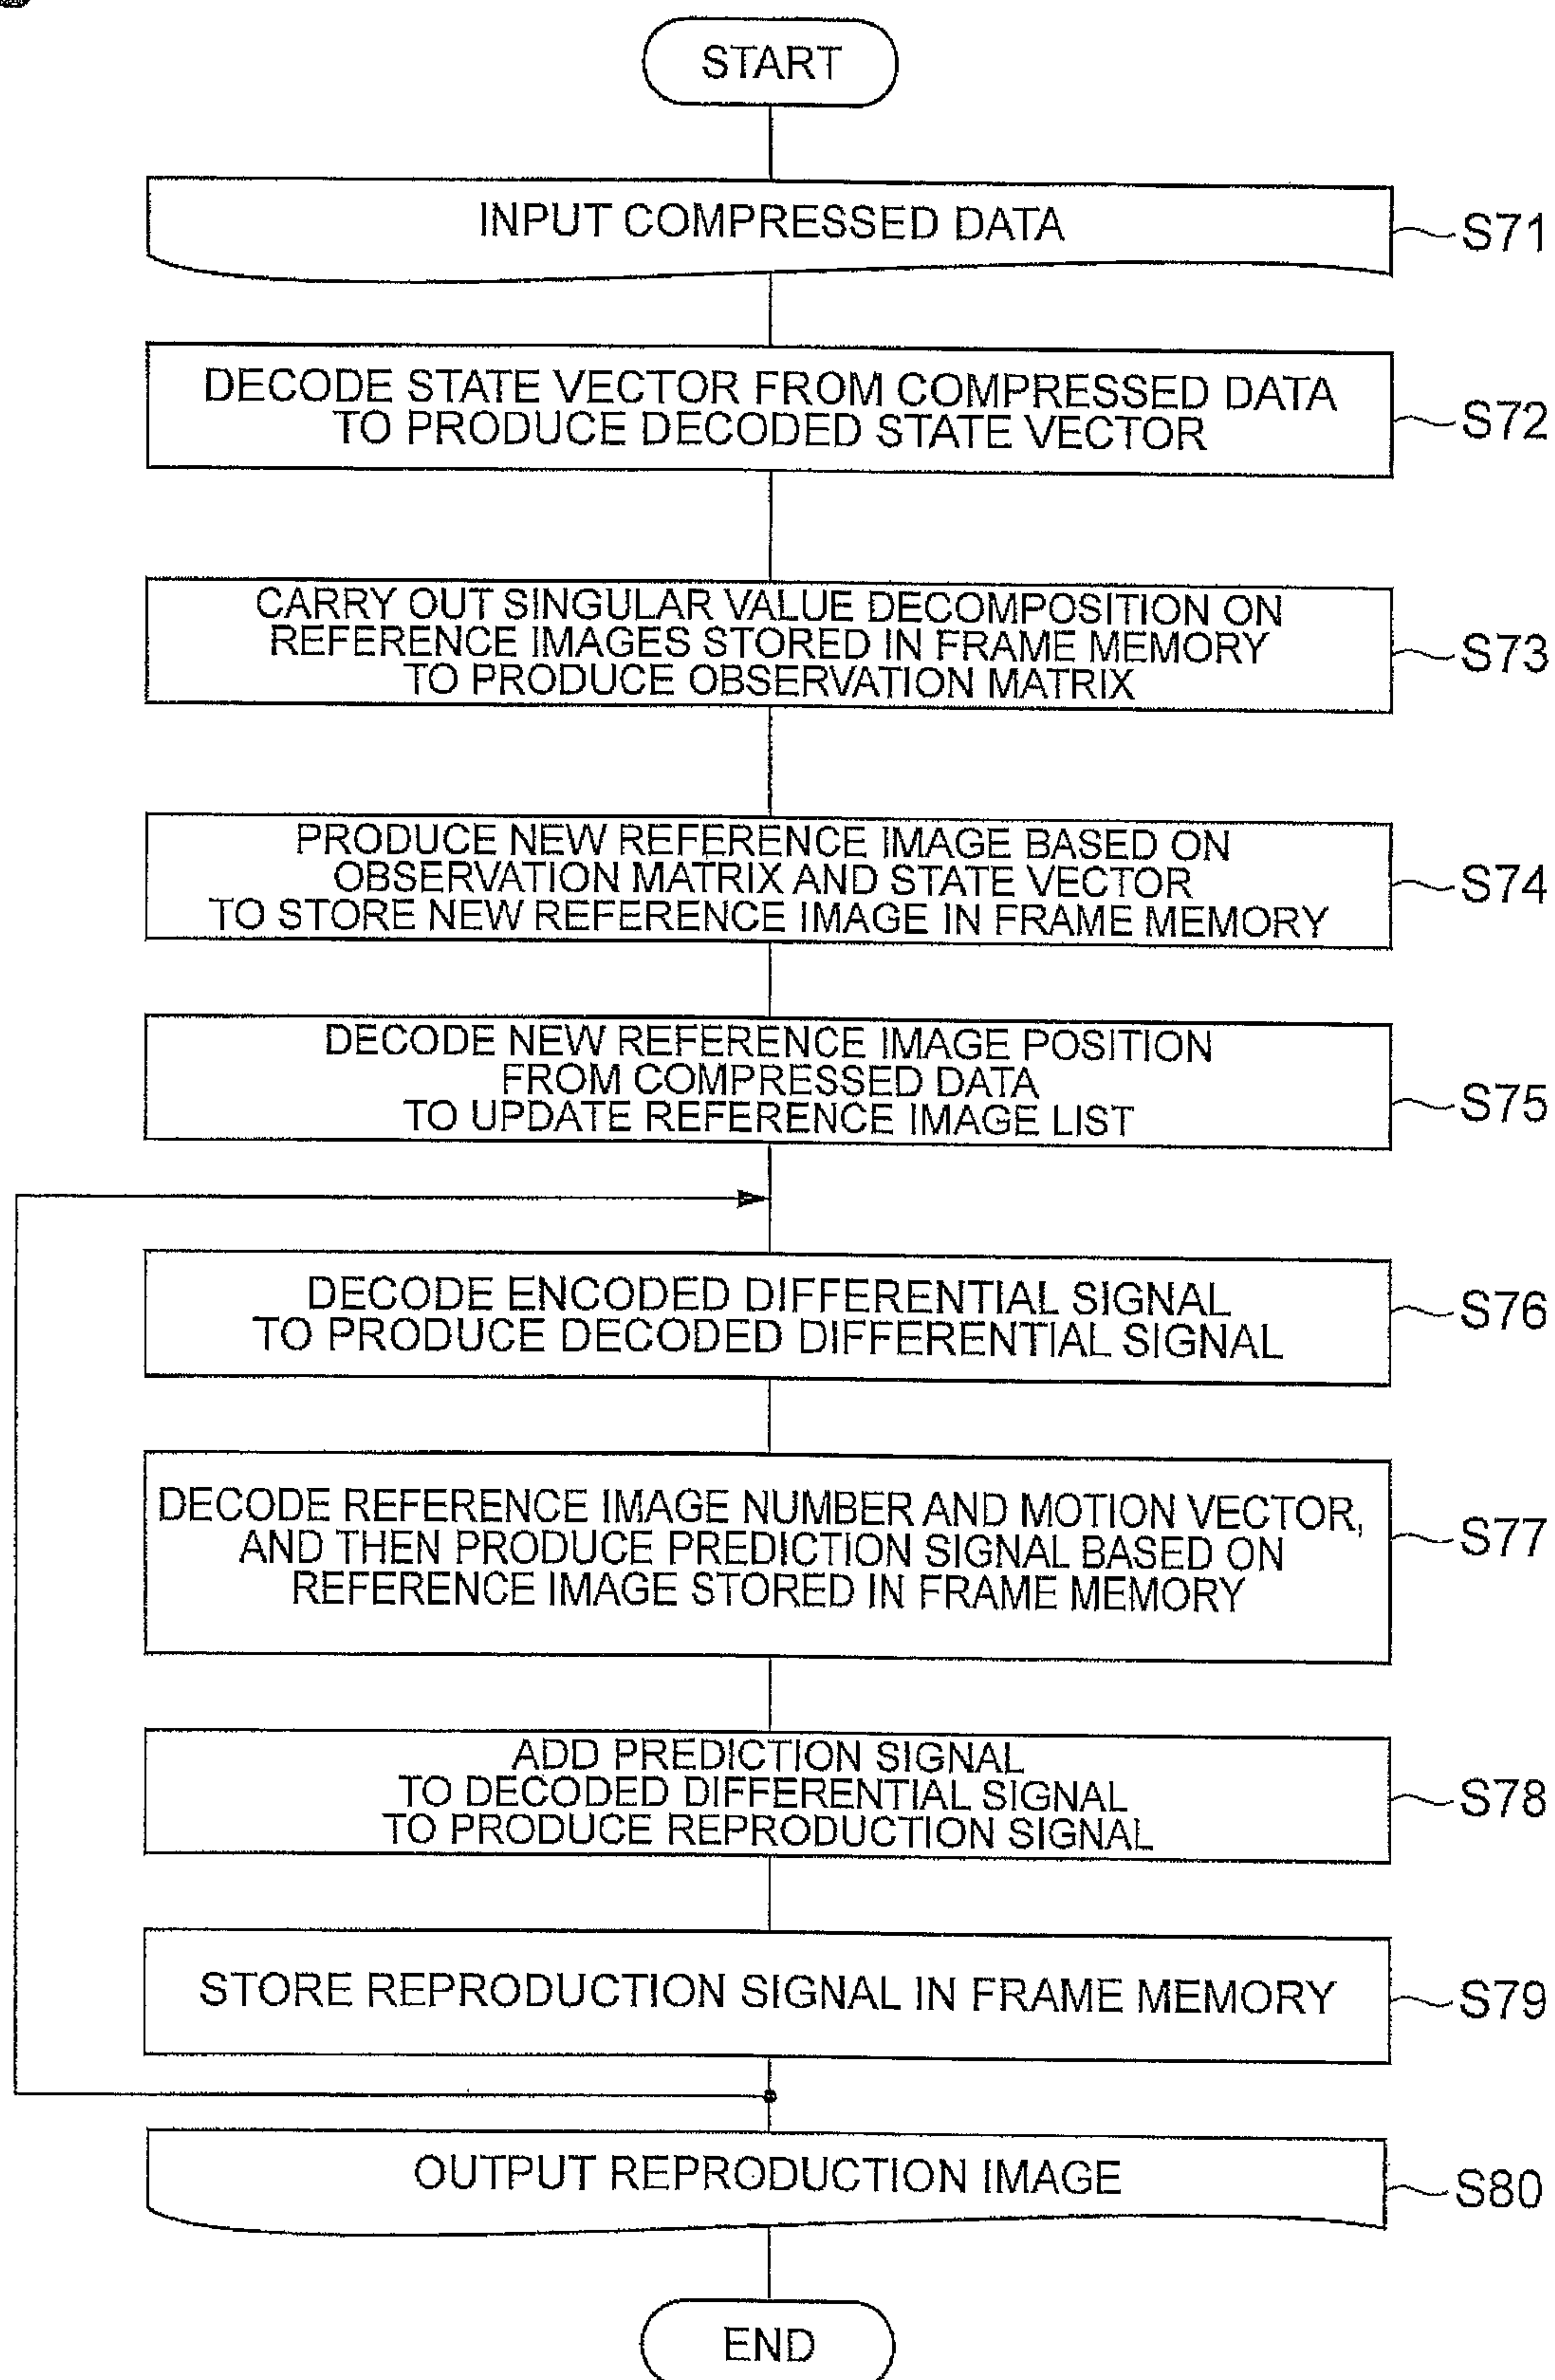 START
INPUT COMPRESSED DATA
S71
DECODE STATE VECTOR FROM COMPRESSED DATA
TO PRODUCE DECODED STATE VECTOR
S72
CARRY OUT SINGULAR VALUE DECOMPOSITION ON
REFERENCE IMAGES STORED IN FRAME MEMORY
TO PRODUCE OBSERVATION MATRIX
S73
PRODUCE NEW REFERENCE IMAGE BASED ON
OBSERVATION MATRIX AND STATE VECTOR
TO STORE NEW REFERENCE IMAGE IN FRAME MEMORY
S74
DECODE NEW REFERENCE IMAGE POSITION
FROM COMPRESSED DATA
TO UPDATE REFERENCE IMAGE LIST
S75
DECODE ENCODED DIFFERENTIAL SIGNAL
TO PRODUCE DECODED DIFFERENTIAL SIGNAL
S76
DECODE REFERENCE IMAGE NUMBER AND MOTION VECTOR,
AND THEN PRODUCE PREDICTION SIGNAL BASED ON
REFERENCE IMAGE STORED IN FRAME MEMORY
S77
ADD PREDICTION SIGNAL
TO DECODED DIFFERENTIAL SIGNAL
TO PRODUCE REPRODUCTION SIGNAL
S78
STORE REPRODUCTION SIGNAL IN FRAME MEMORY
S79
OUTPUT REPRODUCTION IMAGE
S80
END